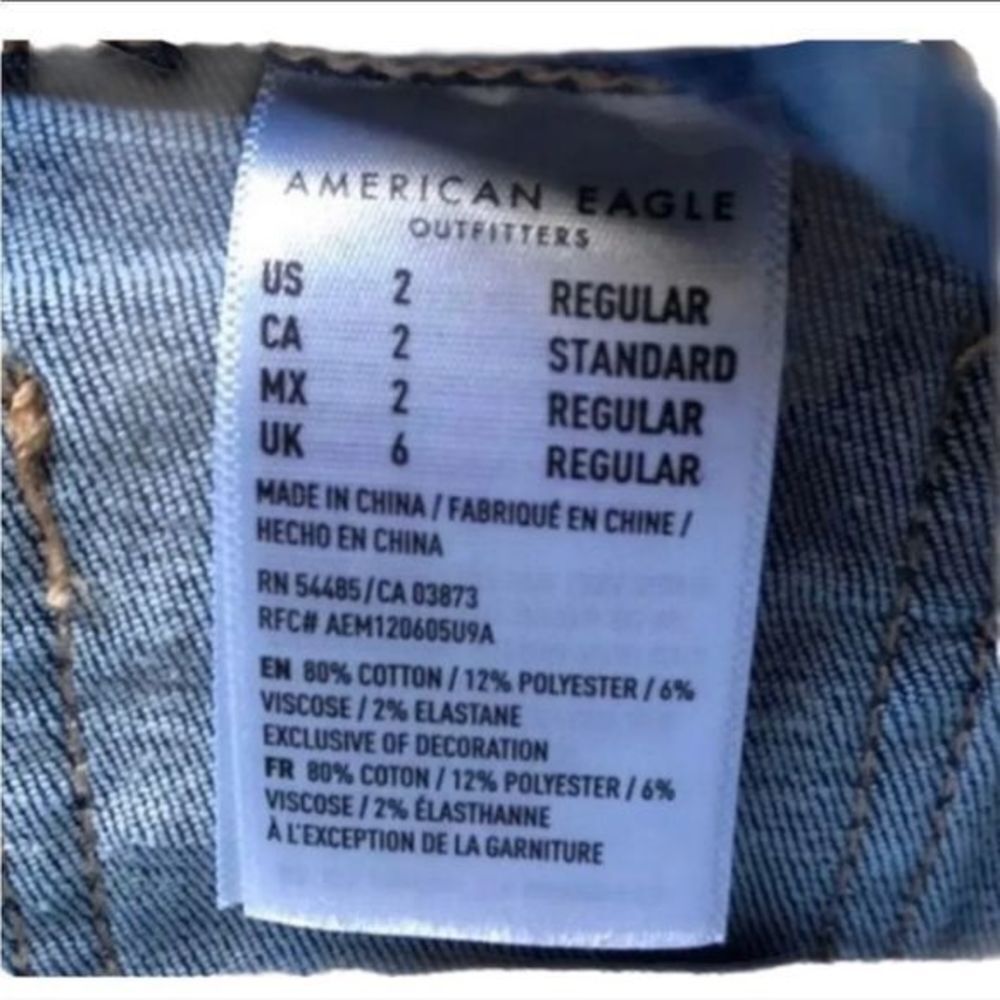 AMERICAN EAGLE
OUTFITTERS
US 2 REGULAR
CA 2 STANDARD
MX 2 REGULAR
UK 6 REGULAR
MADE IN CHINA / FABRIQUÉ EN CHINE /
HECHO EN CHINA
RN 54485/CA 03873
RFC# AEM120605U9A
EN 80% COTTON / 12% POLYESTER / 6%
VISCOSE / 2% ELASTANE
EXCLUSIVE OF DECORATION
FR 80% COTON / 12% POLYESTER / 6%
VISCOSE / 2% ÉLASTHANNE
À L'EXCEPTION DE LA GARNITURE